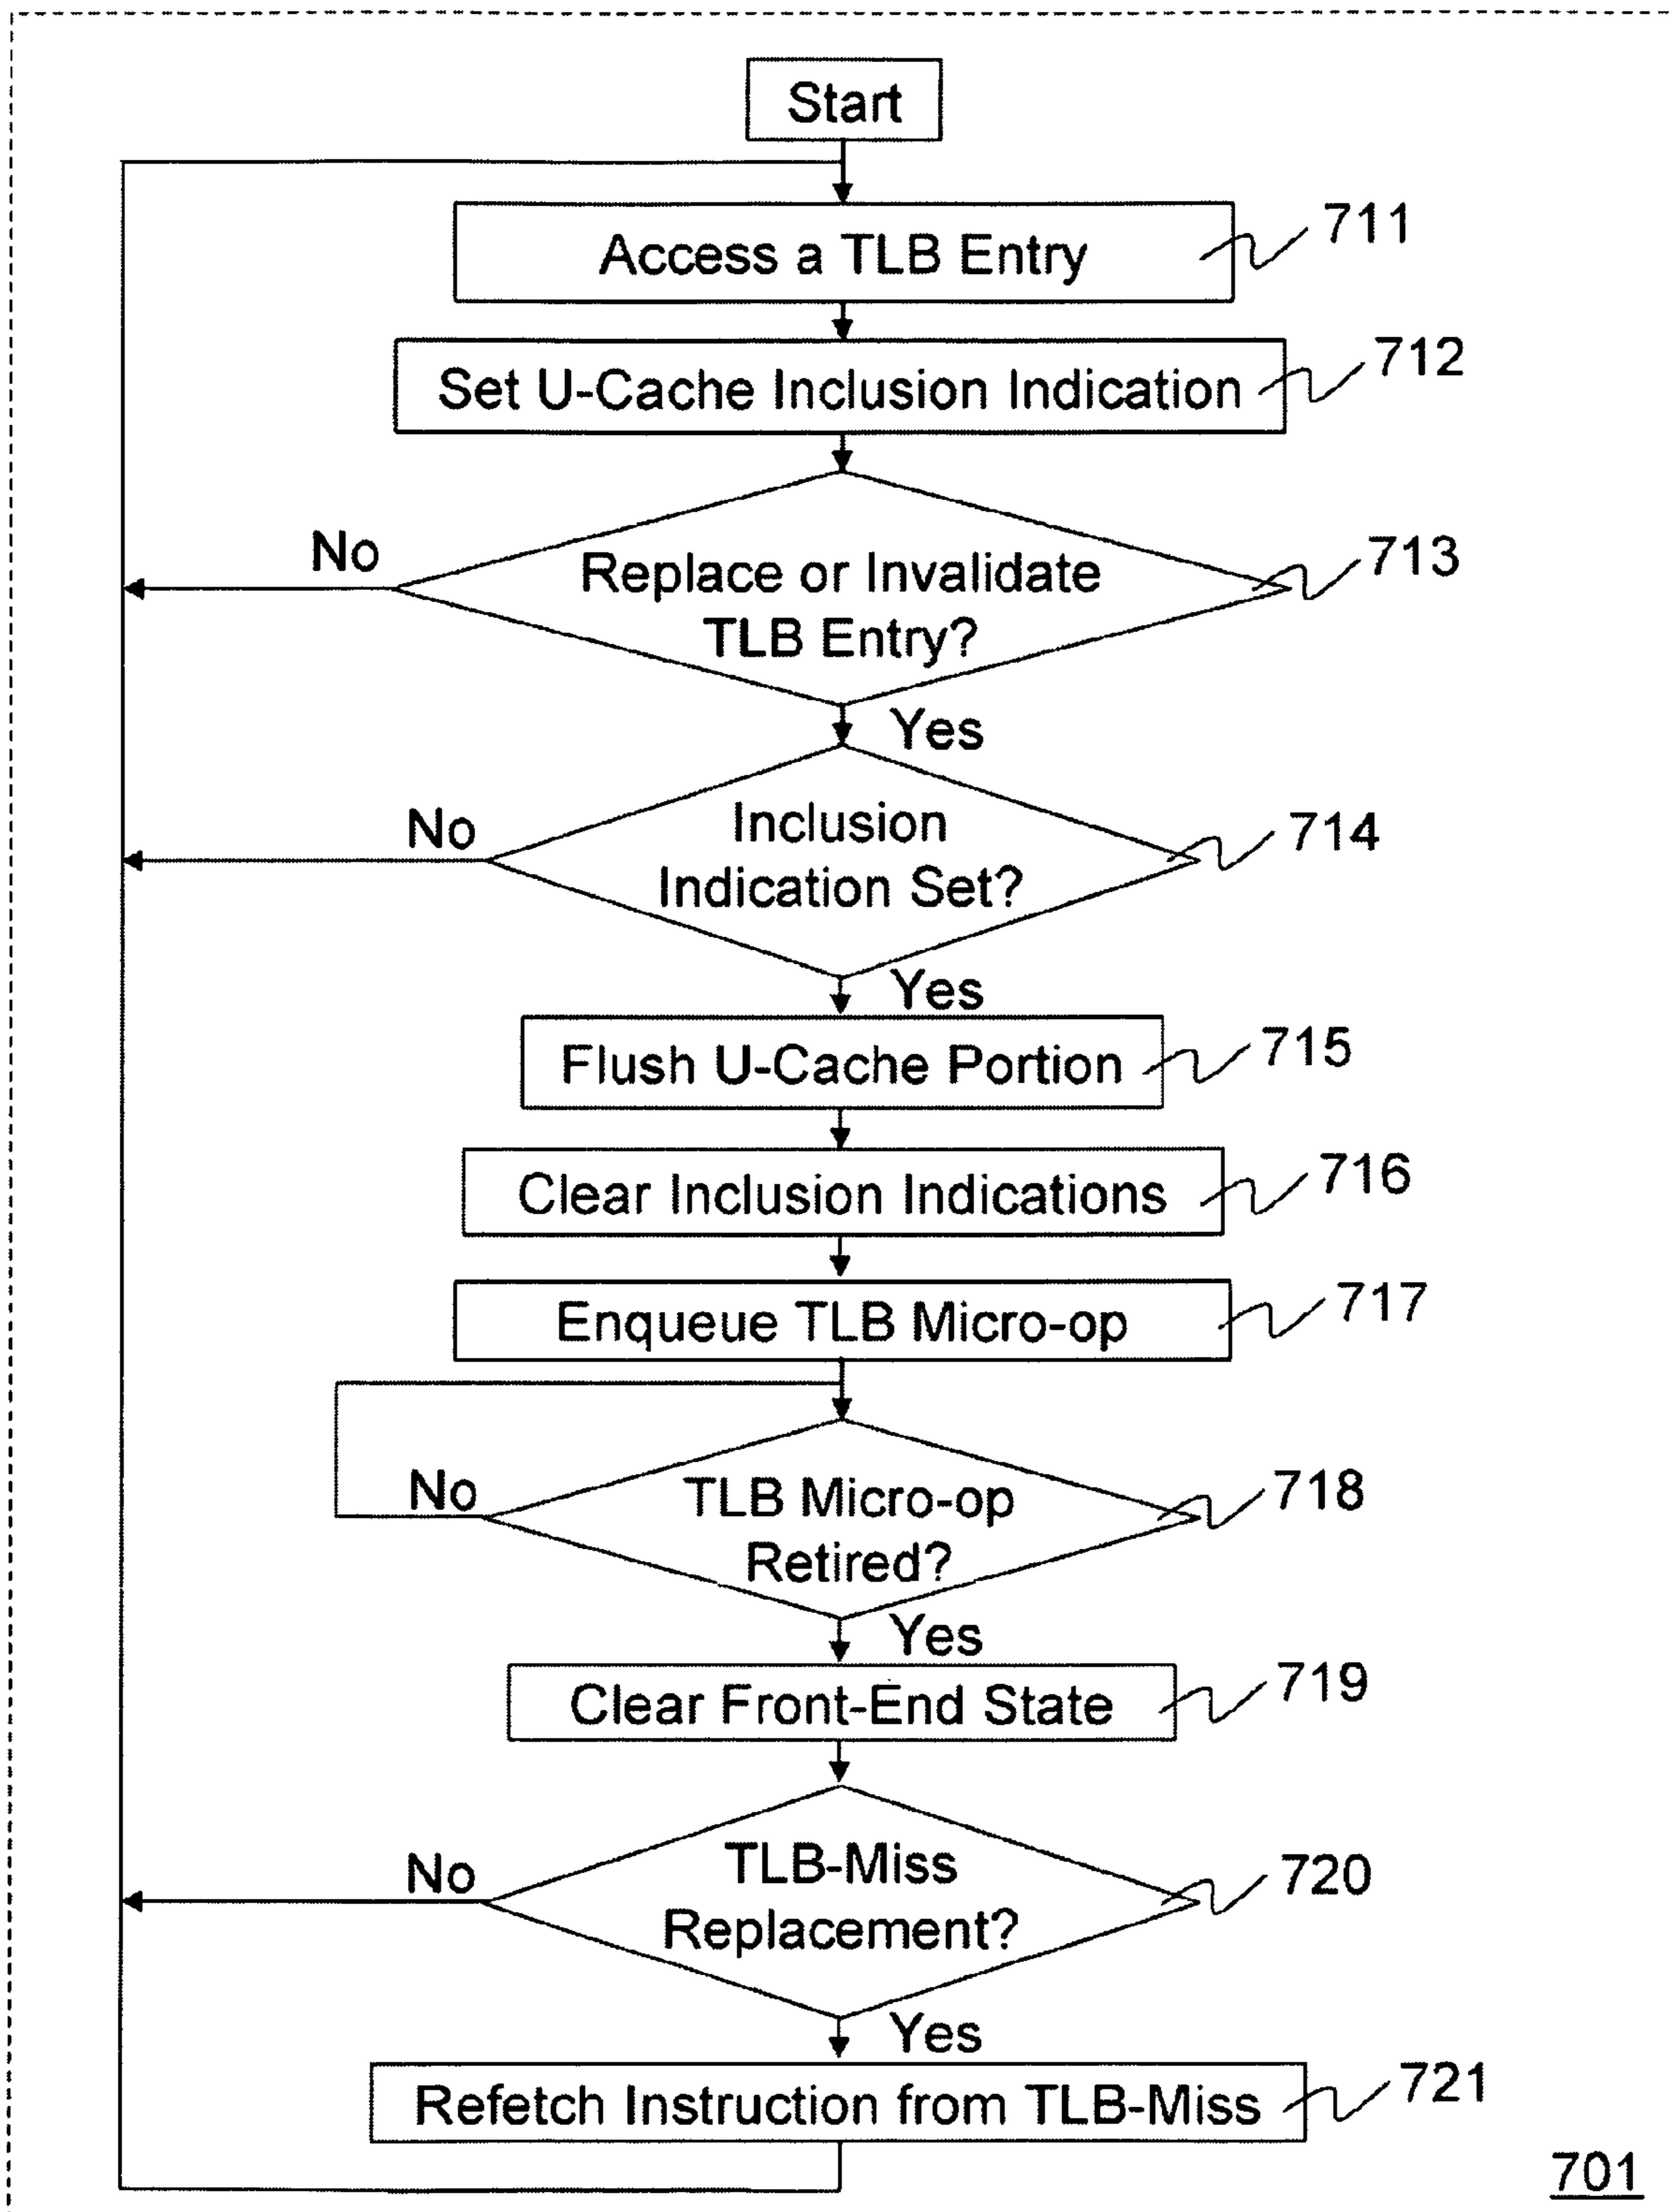 Start
Access a TLB Entry
711
Set U-Cache Inclusion Indication
712
No
Replace or Invalidate
TLB Entry?
713
Yes
No
Inclusion
Indication Set?
714
Yes
Flush U-Cache Portion
715
Clear Inclusion Indications
716
Enqueue TLB Micro-op
717
No
TLB Micro-op
Retired?
718
Yes
Clear Front-End State
719
No
TLB-Miss
Replacement?
720
Yes
Refetch Instruction from TLB-Miss
721
701